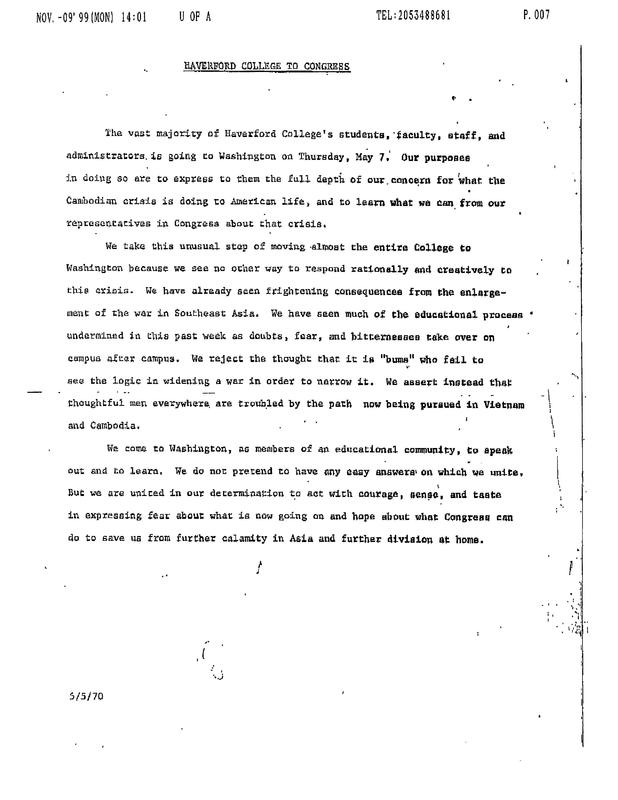 NOV. -09' 99 (MON) 14:01 U OF A TEL:2053488681 P. 007
HAVERFORD COLLEGE TO CONGRESS
The vast majority of Haverford College's students, faculty, staff, and
administrators is going to Washington on Thursday, May 7. Our purposes
in doing so are to express to them the full depth of our concern for what the
Cambodian crisis is doing to American life, and to learn what we can from our
representatives in Congress about that crisis.
We take this unusual step of moving almost the entire College to
Washington because we see no other way to respond rationally and creatively to
this crisis. We have already seen frightening consequences from the enlarge-
ment of the war in Southeast Asia. We have seen much of the educational process
undermined in this past week as doubts, fear, and bitternesses take over on
campus after campus. We reject the thought that it is "bums" who fail to
see the logic in widening a war in order to narrow it. We assert instead that
thoughtful men everywhere are troubled by the path now being pursued in Vietnam
and Cambodia.
We come to Washington, as members of an educational community, to speak
out and to learn. We do not pretend to have any easy answers on which we unite.
But we are united in our determination to act with courage, sense, and taste
in expressing fear about what is now going on and hope about what Congress can
do to save us from further calamity in Asia and further division at home.
5/5/70